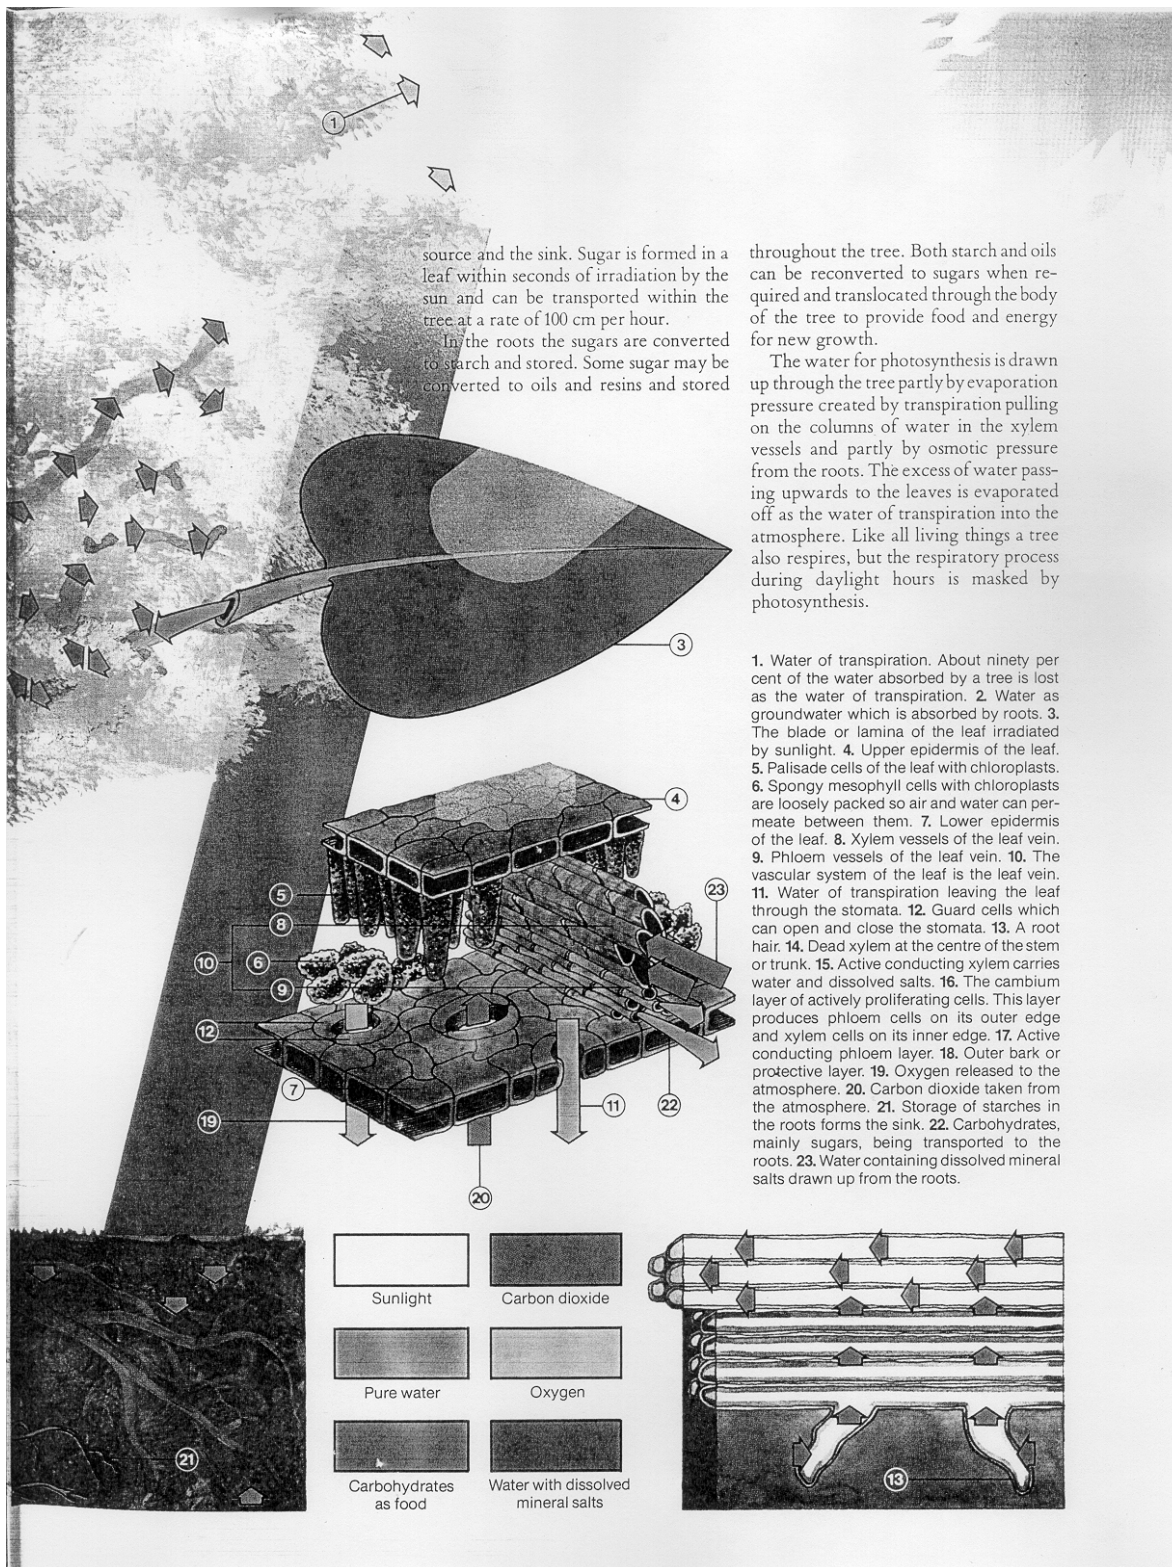 source and the sink. Sugar is formed in a
leaf within seconds of irradiation by the
sun and can be transported within the
tree at a rate of 100 cm per hour.
In the roots the sugars are converted
to starch and stored. Some sugar may be
converted to oils and resins and stored
throughout the tree. Both starch and oils
can be reconverted to sugars when re-
quired and translocated through the body
of the tree to provide food and energy
for new growth.
The water for photosynthesis is drawn
up through the tree partly by evaporation
pressure created by transpiration pulling
on the columns of water in the xylem
vessels and partly by osmotic pressure
from the roots. The excess of water pass-
ing upwards to the leaves is evaporated
off as the water of transpiration into the
atmosphere. Like all living things a tree
also respires, but the respiratory process
during daylight hours is masked by
photosynthesis.
1. Water of transpiration. About ninety per
cent of the water absorbed by a tree is lost
as the water of transpiration. 2. Water as
groundwater which is absorbed by roots. 3.
The blade or lamina of the leaf irradiated
by sunlight. 4. Upper epidermis of the leaf.
5. Palisade cells of the leaf with chloroplasts.
6. Spongy mesophyll cells with chloroplasts
are loosely packed so air and water can per-
meate between them. 7. Lower epidermis
of the leaf. 8. Xylem vessels of the leaf vein.
9. Phloem vessels of the leaf vein. 10. The
vascular system of the leaf is the leaf vein.
11. Water of transpiration leaving the leaf
through the stomata. 12. Guard cells which
can open and close the stomata. 13. A root
hair. 14. Dead xylem at the centre of the stem
or trunk. 15. Active conducting xylem carries
water and dissolved salts. 16. The cambium
layer of actively proliferating cells. This layer
produces phloem cells on its outer edge
and xylem cells on its inner edge. 17. Active
conducting phloem layer. 18. Outer bark or
protective layer. 19. Oxygen released to the
atmosphere. 20. Carbon dioxide taken from
the atmosphere. 21. Storage of starches in
the roots forms the sink. 22. Carbohydrates,
mainly sugars, being transported to the
roots. 23. Water containing dissolved mineral
salts drawn up from the roots.
1
3
4
5
23
8
10
6
9
12
7
11
22
19
20
Sunlight
Carbon dioxide
Pure water
Oxygen
Carbohydrates
as food
Water with dissolved
mineral salts
21
13